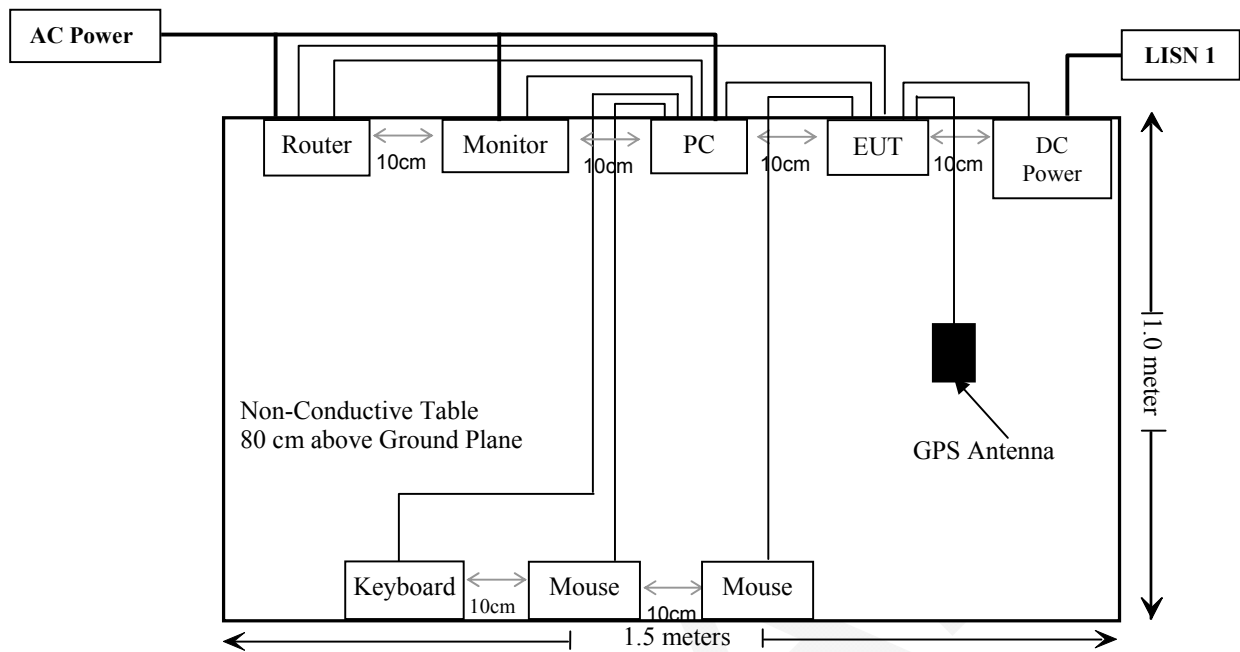 AC Power
LISN 1
Router
10cm
Monitor
10cm
PC
10cm
EUT
10cm
DC
Power
1.0 meter
Non-Conductive Table
80 cm above Ground Plane
GPS Antenna
Keyboard
10cm
Mouse
10cm
Mouse
1.5 meters